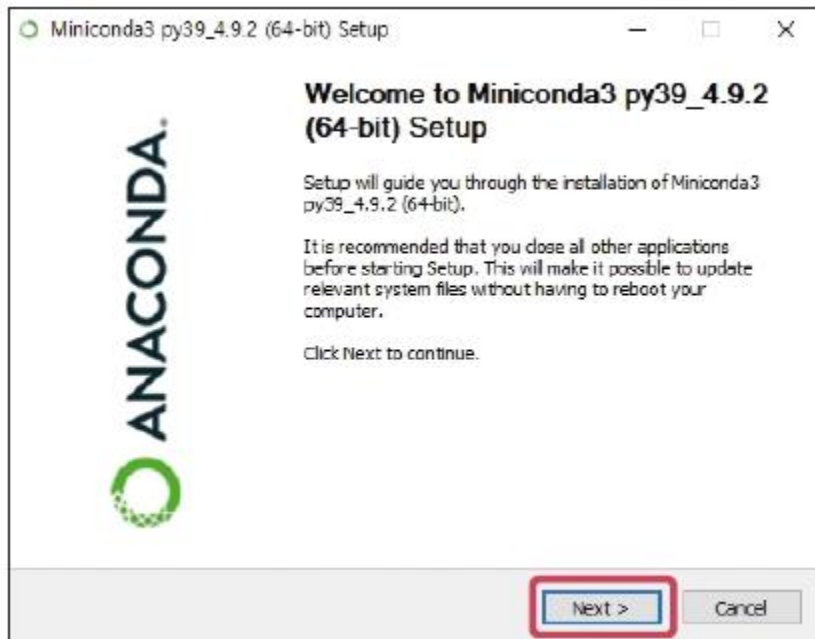 Miniconda3 py39_4.9.2 (64-bit) Setup
ANACONDA.
Welcome to Miniconda3 py39_4.9.2
(64-bit) Setup
Setup will guide you through the installation of Miniconda3
py39_4.9.2 (64-bit).
It is recommended that you close all other applications
before starting Setup. This will make it possible to update
relevant system files without having to reboot your
computer.
Click Next to continue.
Next >
Cancel